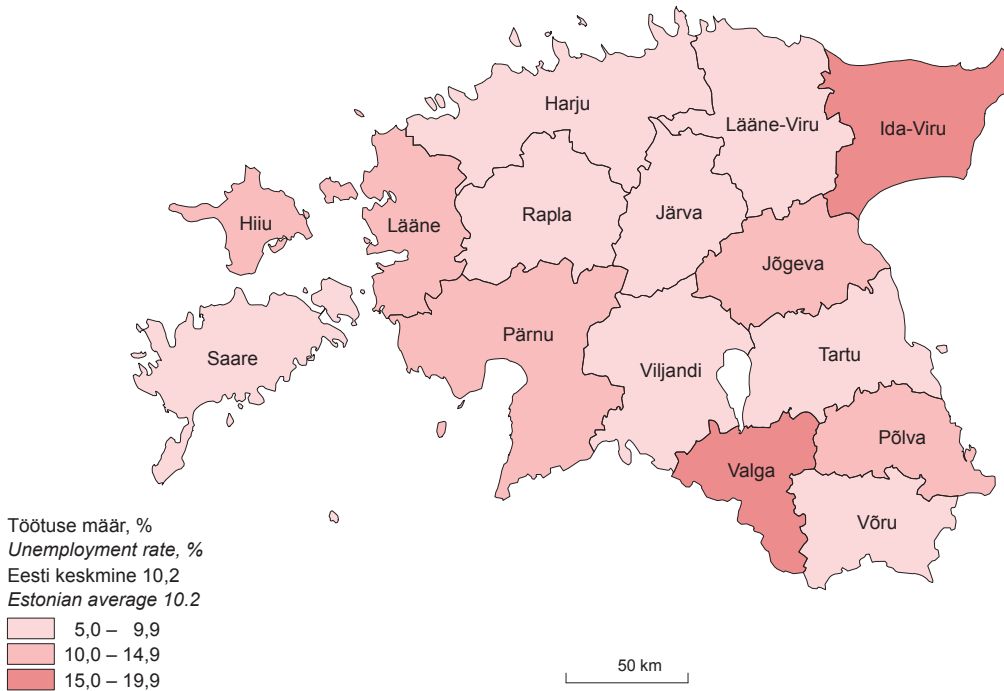 Harju
Lääne-Viru
Ida-Viru
Hiiu
Lääne
Rapla
Järva
Jõgeva
Saare
Pärnu
Viljandi
Tartu
Valga
Põlva
Võru
Töötuse määr, %
Unemployment rate, %
Eesti keskmine 10,2
Estonian average 10.2
5,0 – 9,9
10,0 – 14,9
15,0 – 19,9
50 km